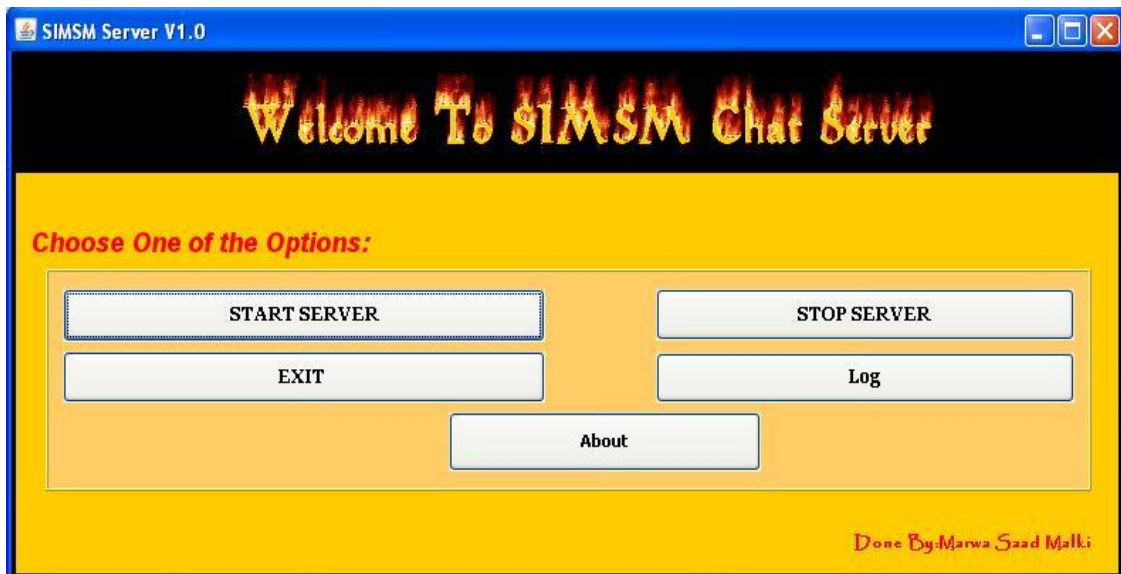 SIMSM Server V1.0
Welcome To SIMSM Chat Server
Choose One of the Options:
START SERVER
STOP SERVER
EXIT
Log
About
Done By:Marwa Saad Malki